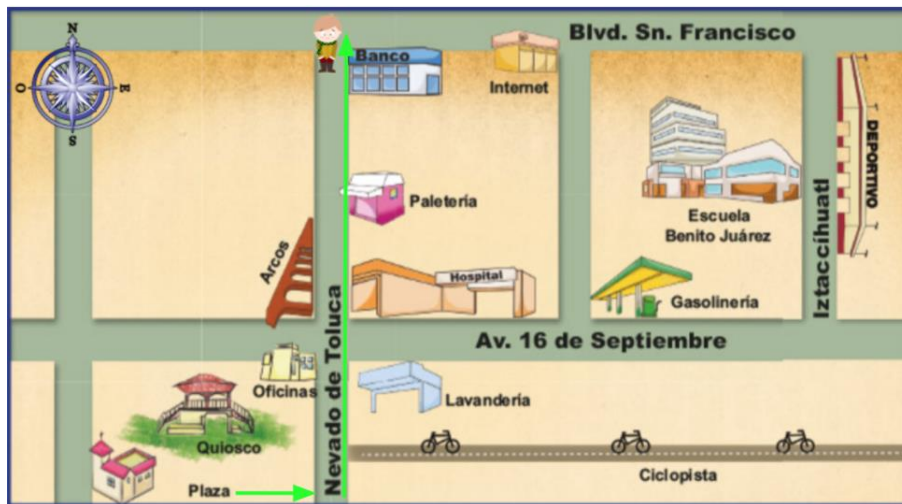 N
O
E
S
Blvd. Sn. Francisco
Banco
Internet
DEPORTIVO
Paletería
Escuela
Benito Juárez
Iztaccíhuatl
Arcos
Hospital
Gasolinería
Nevado de Toluca
Av. 16 de Septiembre
Oficinas
Lavandería
Quiosco
Ciclopista
Plaza